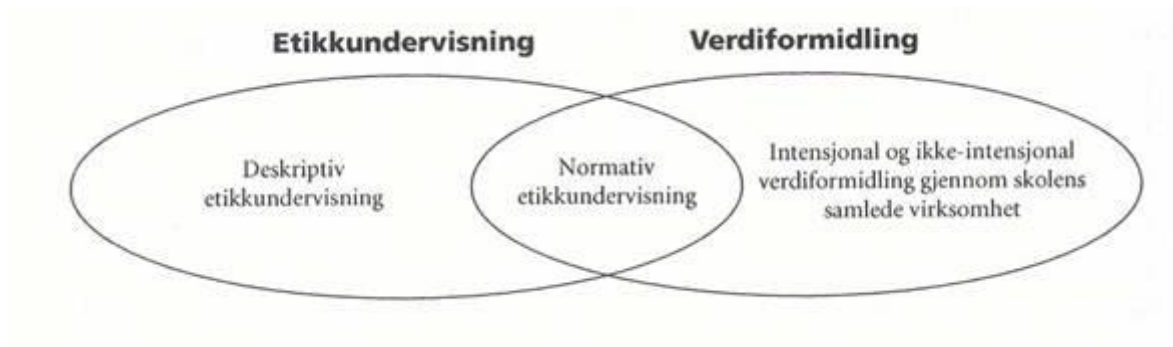 Etikkundervisning
Verdiformidling
Deskriptiv
etikkundervisning
Normativ
etikkundervisning
Intensjonal og ikke-intensjonal
verdiformidling gjennom skolens
samlede virksomhet